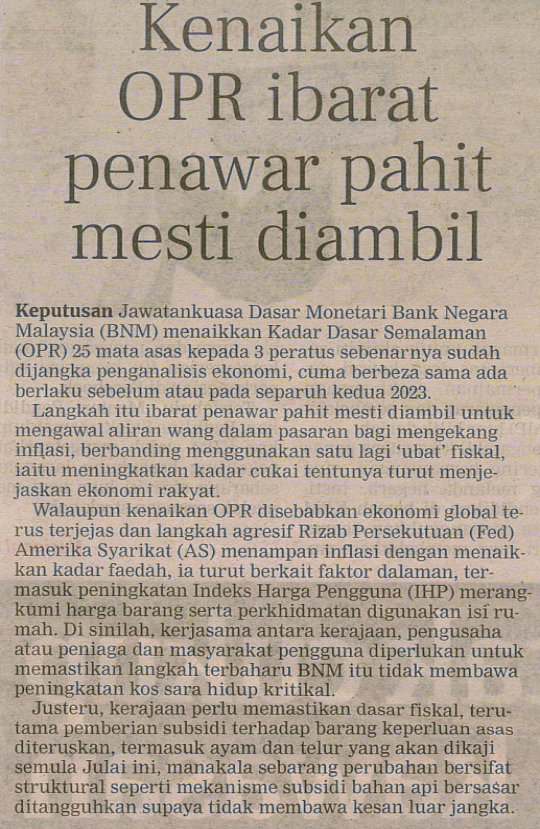 Kenaikan
OPR ibarat
penawar pahit
mesti diambil
Keputusan Jawatankuasa Dasar Monetari Bank Negara
Malaysia (BNM) menaikkan Kadar Dasar Semalaman
(OPR) 25 mata asas kepada 3 peratus sebenarnya sudah
dijangka penganalisis ekonomi, cuma berbeza sama ada
berlaku sebelum atau pada separuh kedua 2023.
Langkah itu ibarat penawar pahit mesti diambil untuk
mengawal aliran wang dalam pasaran bagi mengekang
inflasi, berbanding menggunakan satu lagi ‘ubat’ fiskal,
iaitu meningkatkan kadar cukai tentunya turut menje-
jaskan ekonomi rakyat.
Walaupun kenaikan OPR disebabkan ekonomi global te-
rus terjejas dan langkah agresif Rizab Persekutuan (Fed)
Amerika Syarikat (AS) menampan inflasi dengan menaik-
kan kadar faedah, ia turut berkait faktor dalaman, ter-
masuk peningkatan Indeks Harga Pengguna (IHP) merang-
kumi harga barang serta perkhidmatan digunakan isi ru-
mah. Di sinilah, kerjasama antara kerajaan, pengusaha
atau peniaga dan masyarakat pengguna diperlukan untuk
memastikan langkah terbaharu BNM itu tidak membawa
peningkatan kos sara hidup kritikal.
Justeru, kerajaan perlu memastikan dasar fiskal, teru-
tama pemberian subsidi terhadap barang keperluan asas
diteruskan, termasuk ayam dan telur yang akan dikaji
semula Julai ini, manakala sebarang perubahan bersifat
struktural seperti mekanisme subsidi bahan api bersasar
ditangguhkan supaya tidak membawa kesan luar jangka.